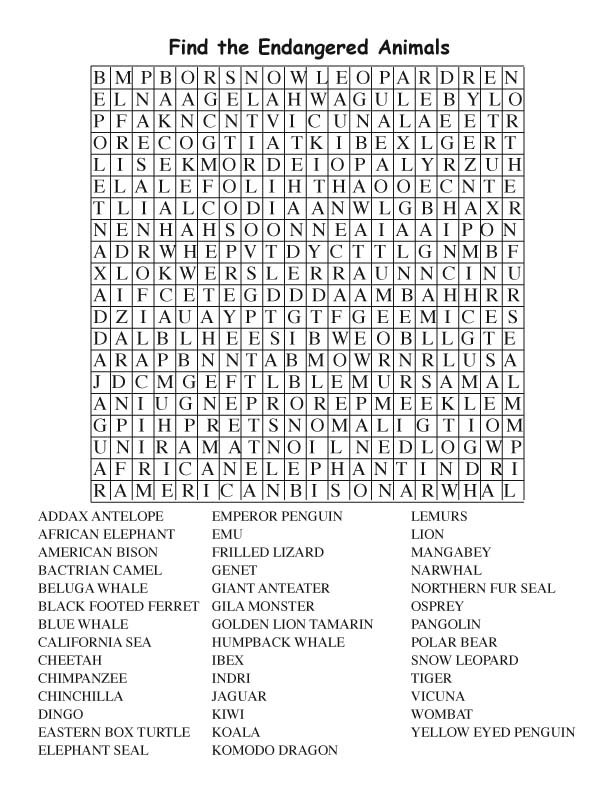 Find the Endangered Animals
B M P B O R S N O W L E O P A R D R E N
E L N A A G E L A H W A G U L E B Y L O
P F A K N C N T V I C U N A L A E E T R
O R E C O G T I A T K I B E X L G E R T
L I S E K M O R D E I O P A L Y R Z U H
E L A L E F O L I H T H A O O E C N T E
T L I A L C O D I A A N W L G B H A X R
N E N H A H S O O N N E A I A A I P O N
A D R W H E P V T D Y C T T L G N M B F
X L O K W E R S L E R R A U N N C I N U
A I F C E T E G D D D A A M B A H H R R
D Z I A U A Y P T G T F G E E M I C E S
D A L B L H E E S I B W E O B L L G T E
A R A P B N N T A B M O W R N R L U S A
J D C M G E F T L B L E M U R S A M A L
A N I U G N E P R O R E P M E E K L E M
G P I H P R E T S N O M A L I G T I O M
U N I R A M A T N O I L N E D L O G W P
A F R I C A N E L E P H A N T I N D R I
R A M E R I C A N B I S O N A R W H A L
ADDAX ANTELOPE EMPEROR PENGUIN LEMURS
AFRICAN ELEPHANT EMU LION
AMERICAN BISON FRILLED LIZARD MANGABEY
BACTRIAN CAMEL GENET NARWHAL
BELUGA WHALE GIANT ANTEATER NORTHERN FUR SEAL
BLACK FOOTED FERRET GILA MONSTER OSPREY
BLUE WHALE GOLDEN LION TAMARIN PANGOLIN
CALIFORNIA SEA HUMPBACK WHALE POLAR BEAR
CHEETAH IBEX SNOW LEOPARD
CHIMPANZEE INDRI TIGER
CHINCHILLA JAGUAR VICUNA
DINGO KIWI WOMBAT
EASTERN BOX TURTLE KOALA YELLOW EYED PENGUIN
ELEPHANT SEAL KOMODO DRAGON